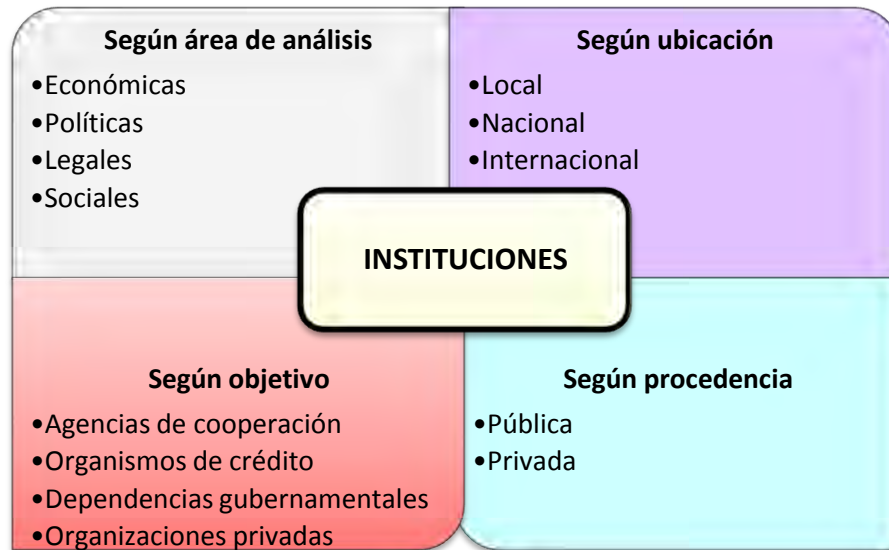 Según área de análisis
•Económicas
•Políticas
•Legales
•Sociales
Según ubicación
•Local
•Nacional
•Internacional
INSTITUCIONES
Según objetivo
•Agencias de cooperación
•Organismos de crédito
•Dependencias gubernamentales
•Organizaciones privadas
Según procedencia
•Pública
•Privada